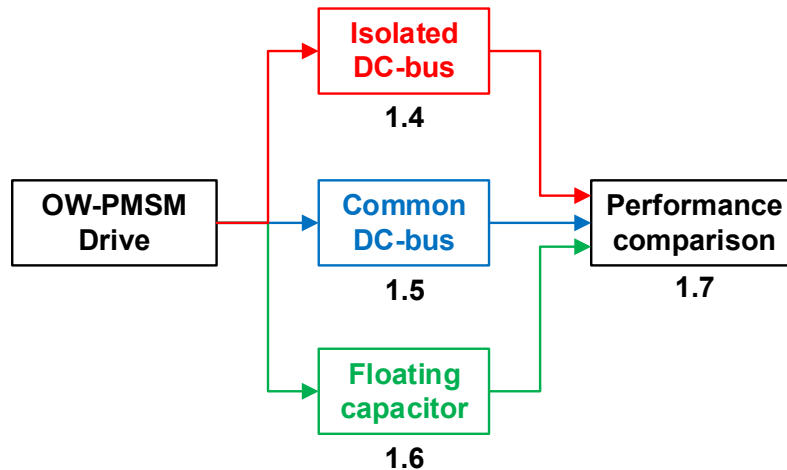 Isolated
DC-bus
1.4
OW-PMSM
Drive
Common
DC-bus
1.5
Performance
comparison
1.7
Floating
capacitor
1.6